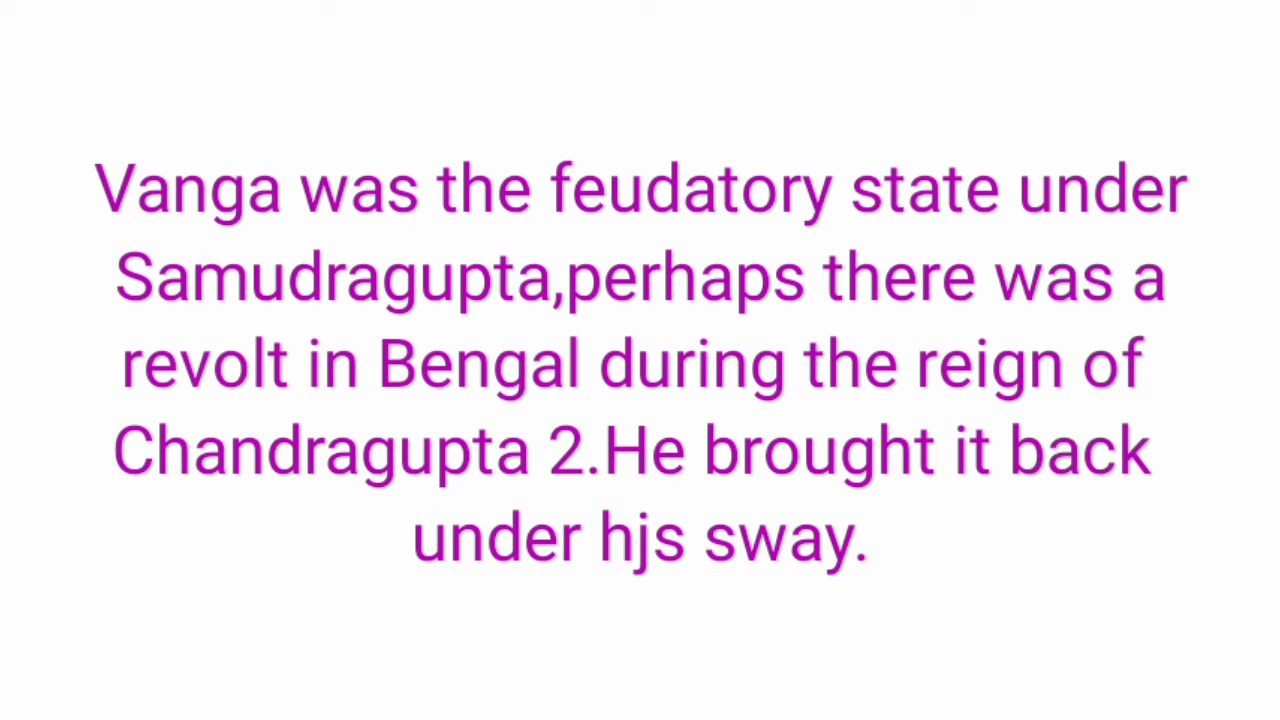 Vanga was the feudatory state under
Samudragupta,perhaps there was a
revolt in Bengal during the reign of
Chandragupta 2.He brought it back
under hjs sway.